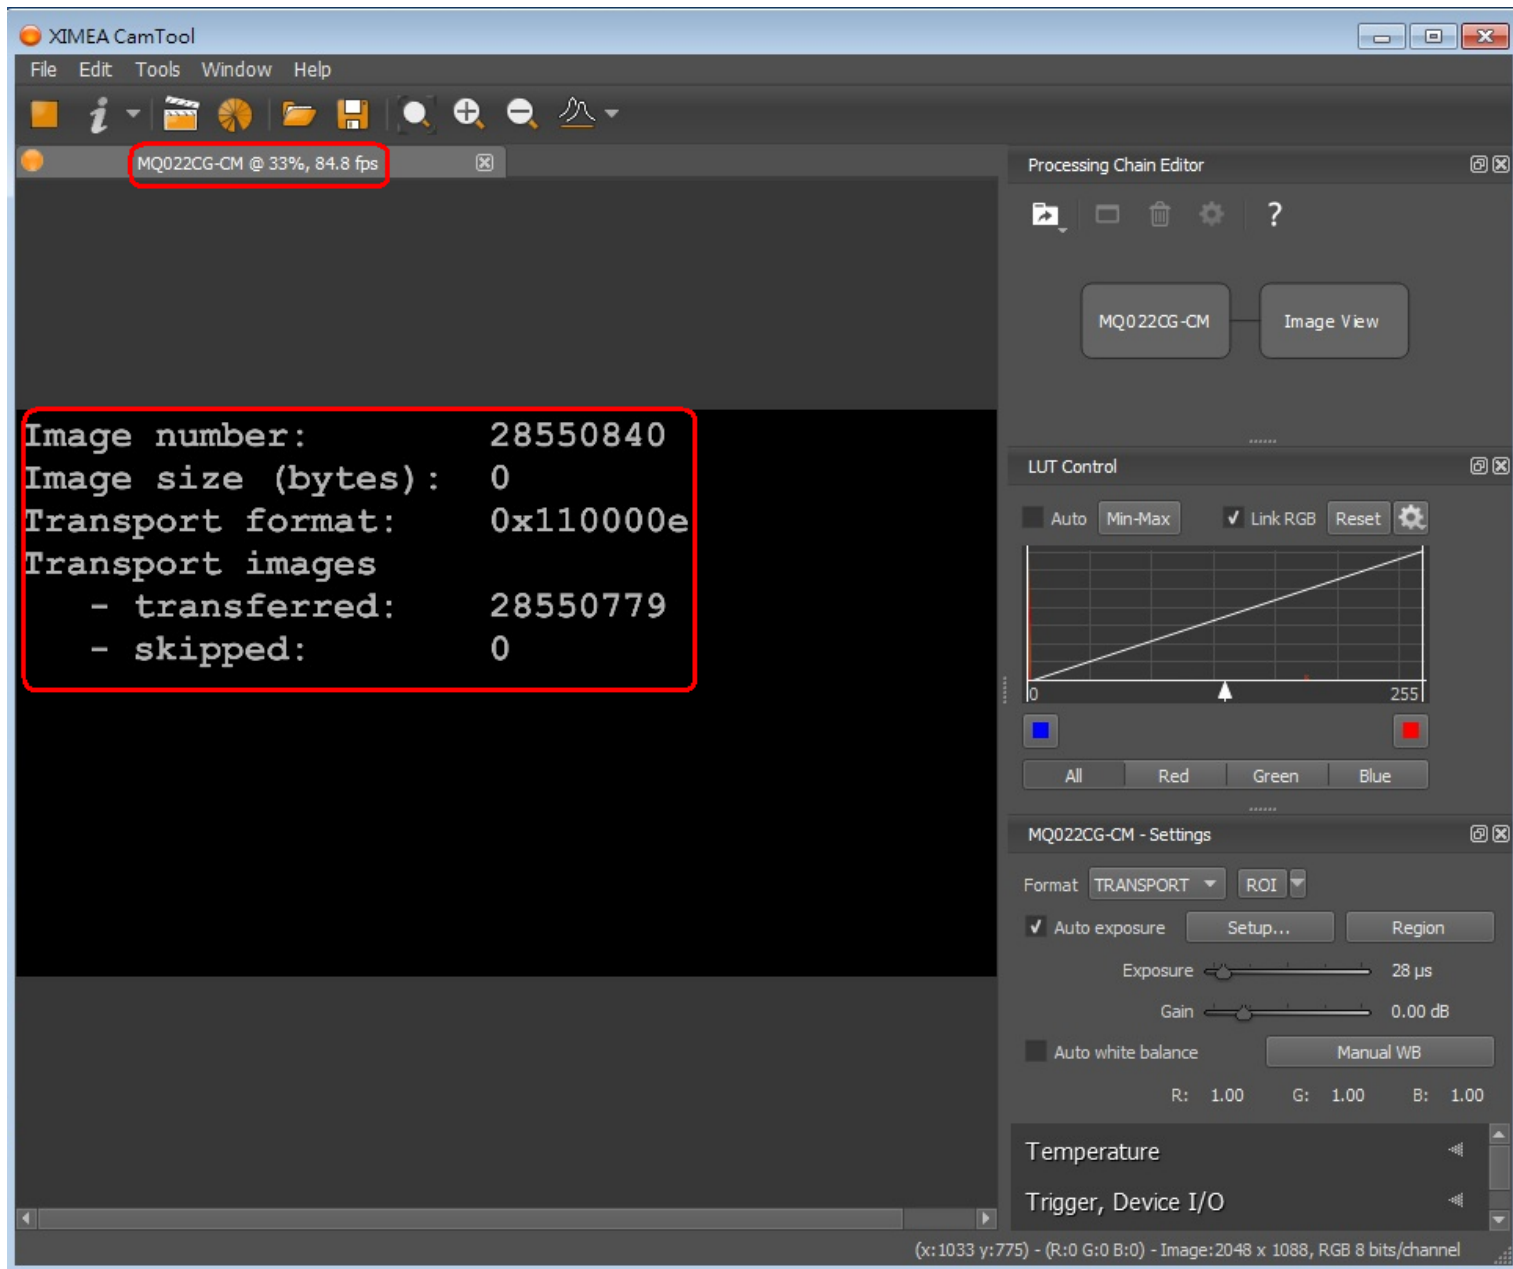 XIMEA CamTool
File Edit Tools Window Help
MQ022CG-CM @ 33%, 84.8 fps
Image number: 28550840
Image size (bytes): 0
Transport format: 0x110000e
Transport images
- transferred: 28550779
- skipped: 0
Processing Chain Editor
?
MQ022CG-CM Image View
LUT Control
Auto Min-Max Link RGB Reset
0 255
All Red Green Blue
MQ022CG-CM - Settings
Format TRANSPORT ROI
Auto exposure Setup... Region
Exposure 28 µs
Gain 0.00 dB
Auto white balance Manual WB
R: 1.00 G: 1.00 B: 1.00
Temperature
Trigger, Device I/O
(x:1033 y:775) - (R:0 G:0 B:0) - Image:2048 x 1088, RGB 8 bits/channel